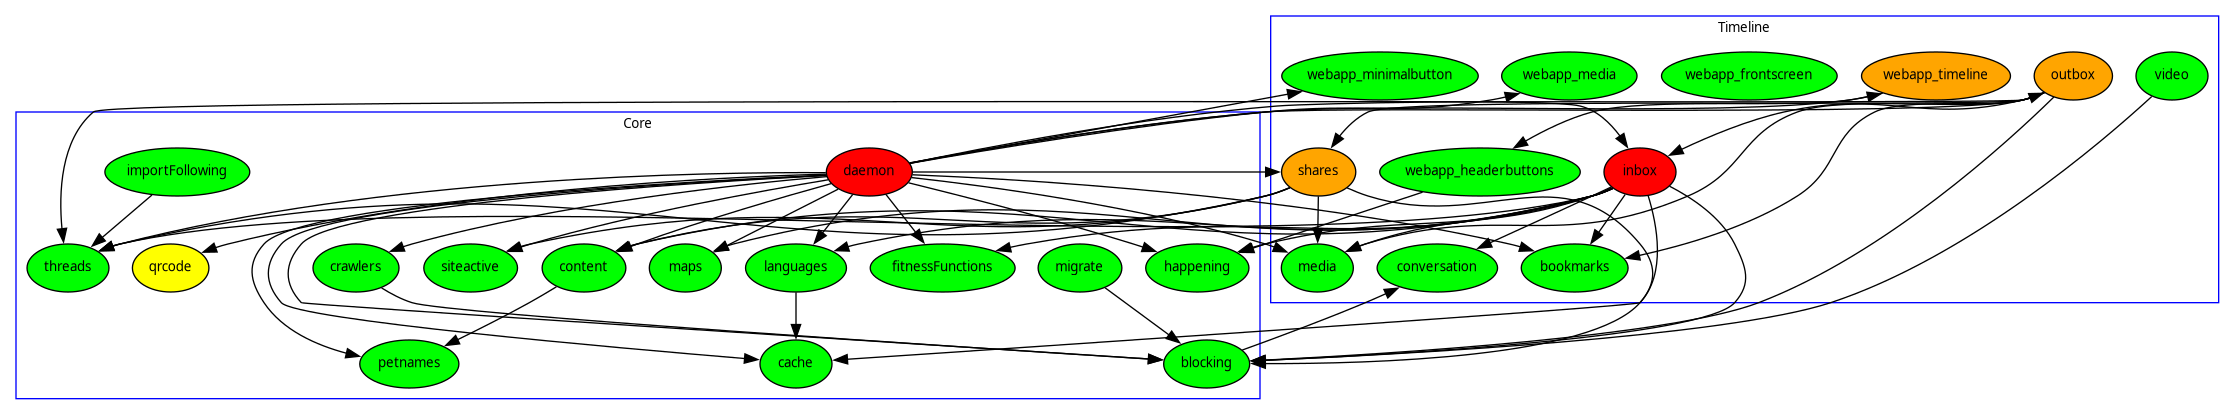 Timeline
webapp_minimalbutton
webapp_media
webapp_frontscreen
webapp_timeline
outbox
video
Core
importFollowing
daemon
shares
webapp_headerbuttons
inbox
threads
qrcode
crawlers
siteactive
content
maps
languages
fitnessFunctions
migrate
happening
media
conversation
bookmarks
petnames
cache
blocking